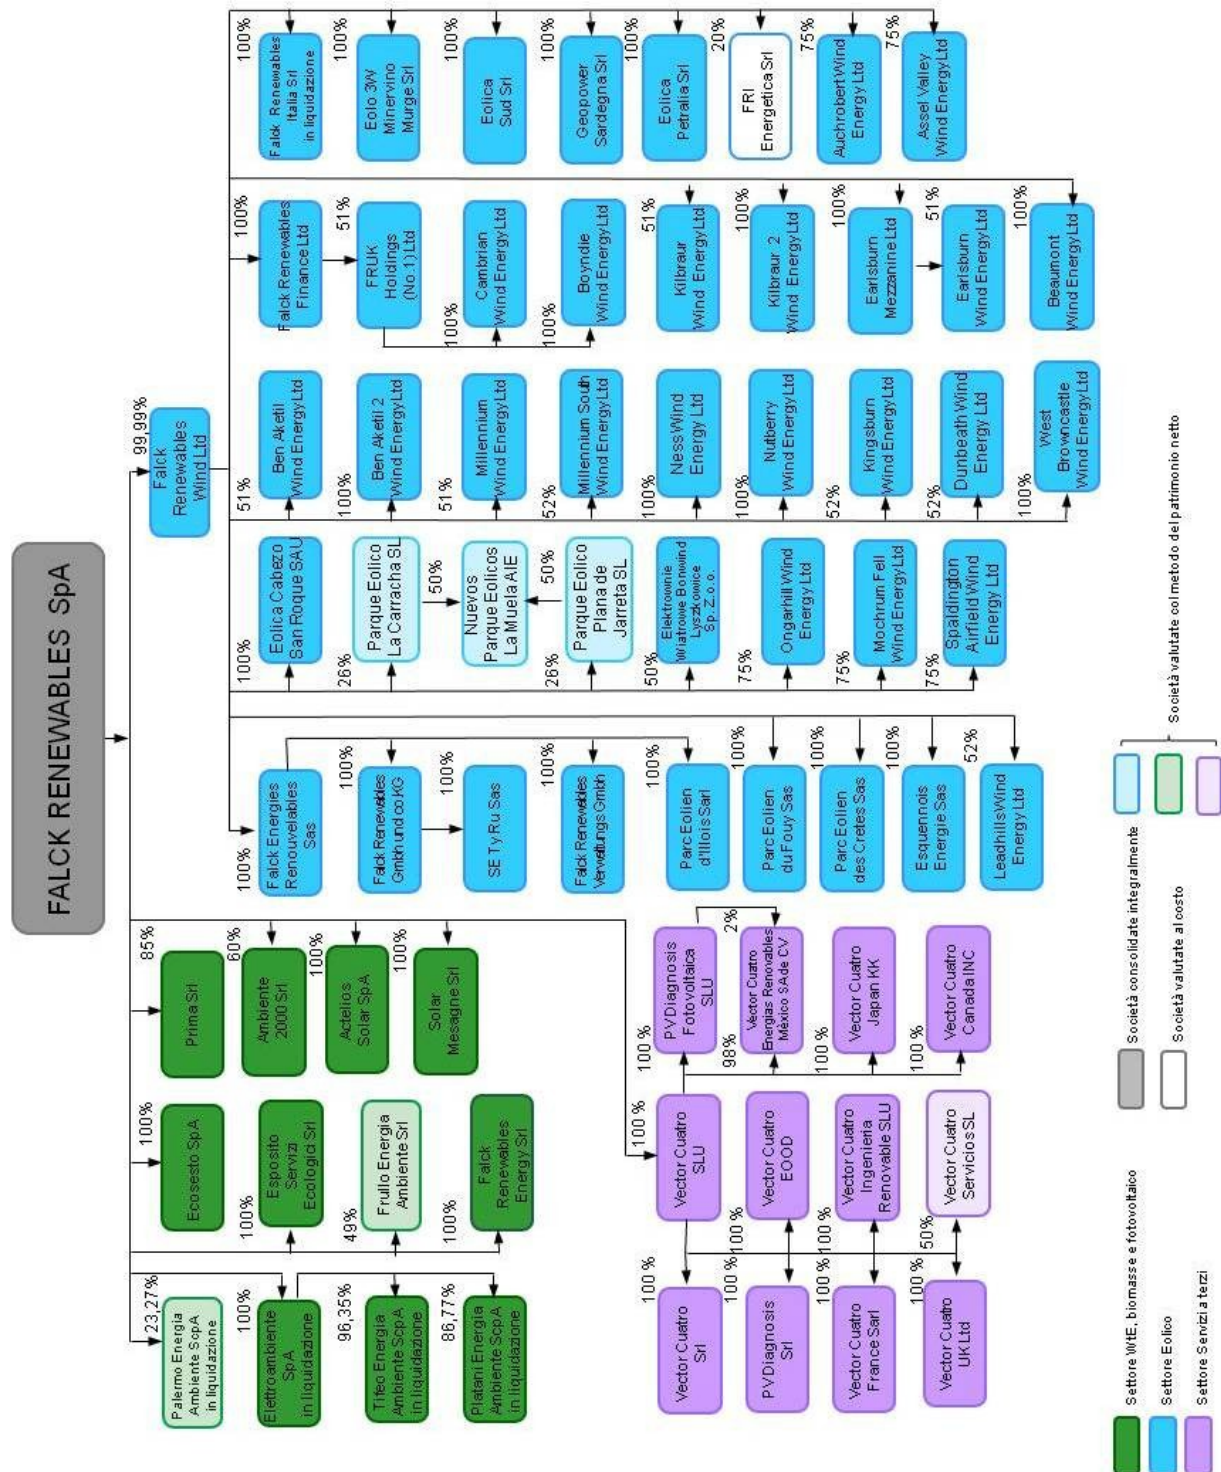 FALCK RENEWABLES SpA
23,27%
Palermo Energia
Ambiente ScpA
in liquidazione
100%
Elettroambiente
SpA
in liquidazione
96,35%
Tifeo Energia
Ambiente ScpA
in liquidazione
86,77%
Platani Energia
Ambiente ScpA
in liquidazione
100%
Ecosesto SpA
100%
Esposito
Servizi
Ecologici Srl
49%
Frullo Energia
Ambiente Srl
100%
Falck
Renewables
Energy Srl
85%
Prima Srl
60%
Ambiente
2000 Srl
100%
Actelios
Solar SpA
100%
Solar
Mesagne Srl
100 %
Vector Cuatro
SLU
100 %
Vector Cuatro
Srl
100 %
PVDiagnosis
Srl
100 %
Vector Cuatro
France Sarl
100%
Vector Cuatro
UK Ltd
100 %
Vector Cuatro
EOOD
100 %
Vector Cuatro
Ingenieria
Renovable SLU
50%
Vector Cuatro
Servicios SL
100 %
PVDiagnosis
Fotovoltaica
SLU
2%
98%
Vector Cuatro
Energias Renovables
México SA de CV
100 %
Vector Cuatro
Japan KK
100 %
Vector Cuatro
Canada INC
99,99%
Falck
Renewables
Wind Ltd
100%
Falck Energies
Renouvelables
Sas
100%
Falck Renewables
Gmbh und co KG
100%
SE Ty Ru Sas
100%
Falck Renewables
Verwaltungs Gmbh
100%
Parc Eolien
d'Illois Sarl
100%
Parc Eolien
du Fouy Sas
100%
Parc Eolien
des Cretes Sas
100%
Esquennois
Energie Sas
52%
Leadhills Wind
Energy Ltd
100%
Eolica Cabezo
San Roque SAU
26%
Parque Eolico
La Carracha SL
50%
Nuevos
Parque Eolicos
La Muela AIE
50%
26%
Parque Eolico
Plana de
Jarreta SL
50%
Elektrownie
Wiatrowe Bonwind
Lyszkowice
Sp.Z.o.o.
75%
Ongarhill Wind
Energy Ltd
75%
Mochrum Fell
Wind Energy Ltd
75%
Spaldington
Airfield Wind
Energy Ltd
51%
Ben Aketil
Wind Energy Ltd
100%
Ben Aketil 2
Wind Energy Ltd
51%
Millennium
Wind Energy Ltd
52%
Millennium South
Wind Energy Ltd
100%
Ness Wind
Energy Ltd
100%
Nutberry
Wind Energy Ltd
52%
Kingsburn
Wind Energy Ltd
52%
Dunbeath Wind
Energy Ltd
100%
West
Browncastle
Wind Energy Ltd
100%
Falck Renewables
Finance Ltd
51%
FRUK
Holdings
(No.1) Ltd
100%
Cambrian
Wind Energy Ltd
100%
Boyndie
Wind Energy Ltd
51%
Kilbraur
Wind Energy Ltd
100%
Kilbraur 2
Wind Energy Ltd
100%
Earlsburn
Mezzanine Ltd
51%
Earlsburn
Wind Energy Ltd
100%
Beaumont
Wind Energy Ltd
100%
Falck Renewables
Italia Srl
in liquidazione
100%
Eolo 3W
Minervino
Murge Srl
100%
Eolica
Sud Srl
100%
Geopower
Sardegna Srl
100%
Eolica
Petralia Srl
20%
FRI
Energetica Srl
75%
Auchrobert Wind
Energy Ltd
75%
Assel Valley
Wind Energy Ltd
Settore WtE, biomasse e fotovoltaico
Settore Eolico
Settore Servizi a terzi
Società consolidate integralmente
Società valutate al costo
Società valutate col metodo del patrimonio netto